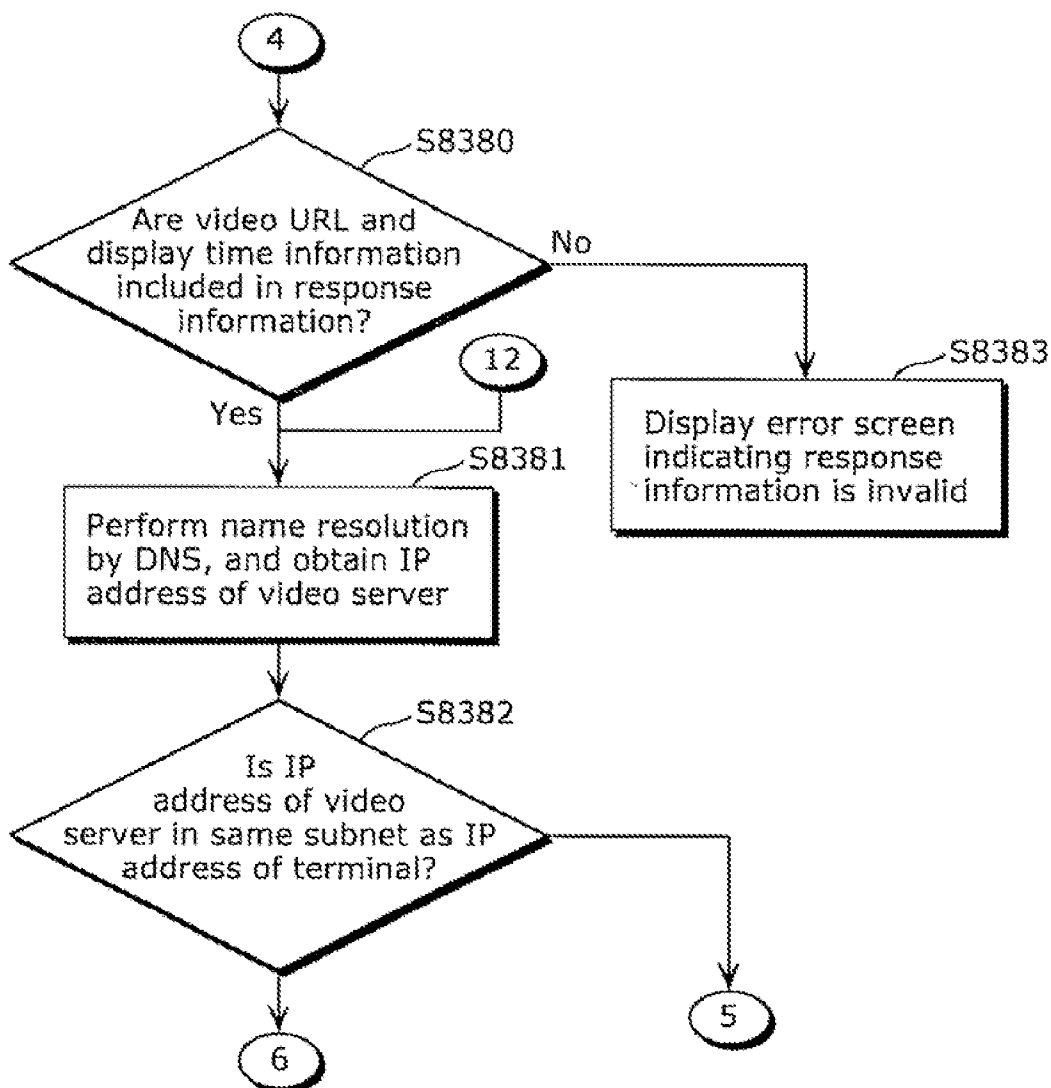 4
S8380
Are video URL and
display time information
included in response
information?
No
12
Yes
S8383
Display error screen
indicating response
information is invalid
S8381
Perform name resolution
by DNS, and obtain IP
address of video server
S8382
Is IP
address of video
server in same subnet as IP
address of terminal?
5
6